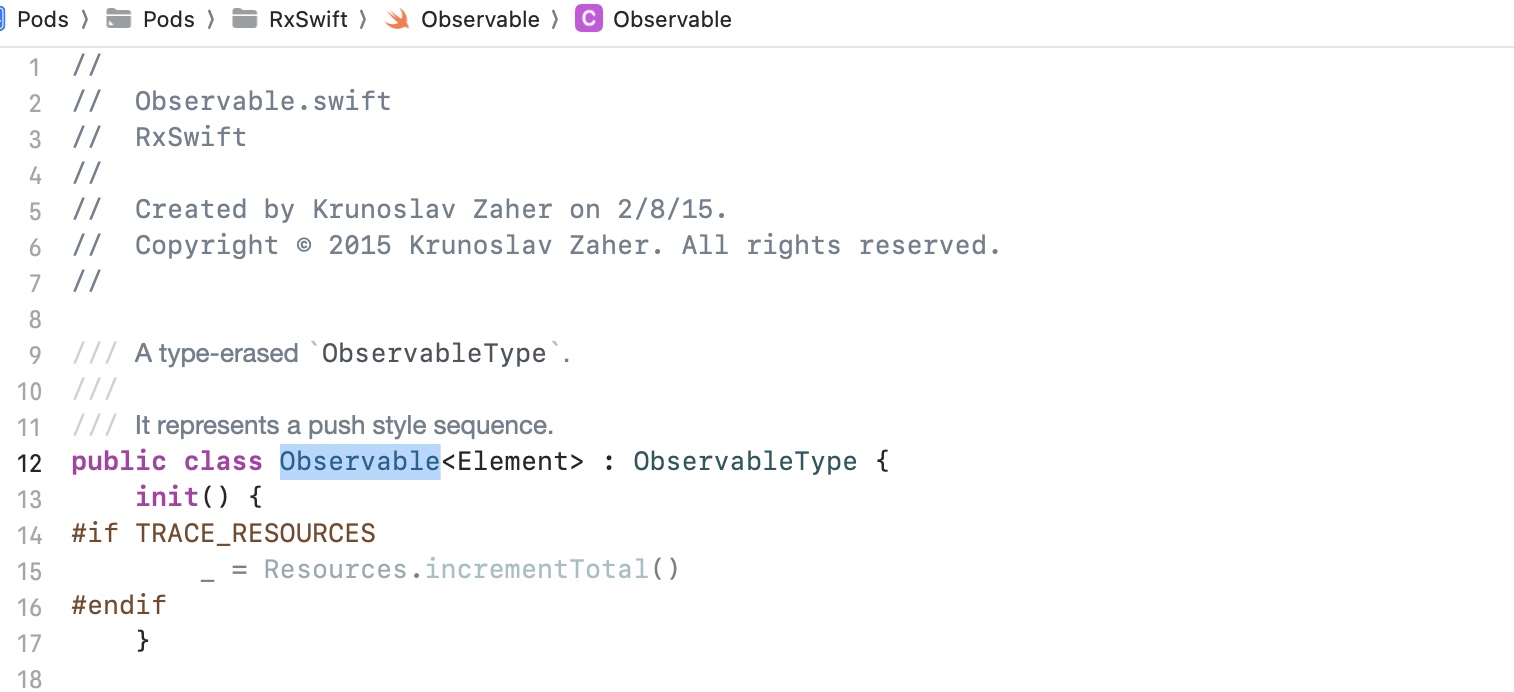 Pods 〉 Pods 〉 RxSwift 〉 Observable 〉 C Observable
1 //
2 //  Observable.swift
3 //  RxSwift
4 //
5 //  Created by Krunoslav Zaher on 2/8/15.
6 //  Copyright © 2015 Krunoslav Zaher. All rights reserved.
7 //
8
9 /// A type-erased `ObservableType`.
10 ///
11 /// It represents a push style sequence.
12 public class Observable<Element> : ObservableType {
13     init() {
14 #if TRACE_RESOURCES
15         _ = Resources.incrementTotal()
16 #endif
17     }
18